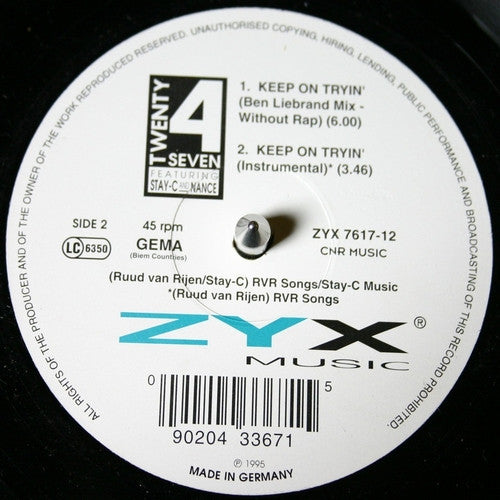 ALL RIGHTS OF THE PRODUCER AND OF THE OWNER OF THE WORK REPRODUCED RESERVED. UNAUTHORISED COPYING, HIRING, LENDING, PUBLIC PERFORMANCE AND BROADCASTING OF THIS RECORD PROHIBITED.
TWENTY
4
SEVEN
FEATURING
STAY-C AND NANCE
1. KEEP ON TRYIN'
(Ben Liebrand Mix -
Without Rap) (6.00)
2. KEEP ON TRYIN'
(Instrumental)* (3.46)
SIDE 2
45 rpm
LC 6350
GEMA
(Biem Countries)
ZYX 7617-12
CNR MUSIC
(Ruud van Rijen/Stay-C) RVR Songs/Stay-C Music
*(Ruud van Rijen) RVR Songs
ZYX®
MUSIC
0 90204 33671 5
℗ 1995
MADE IN GERMANY